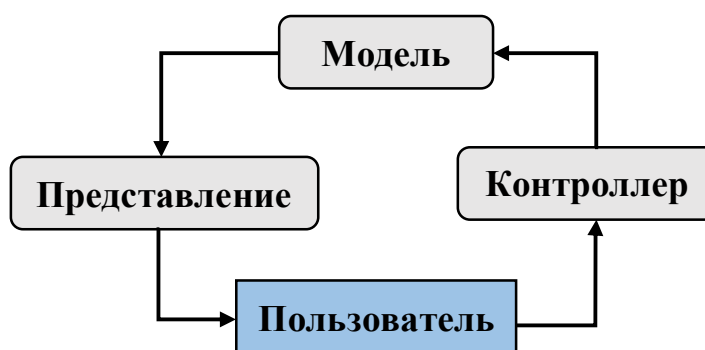 Модель
Представление
Контроллер
Пользователь